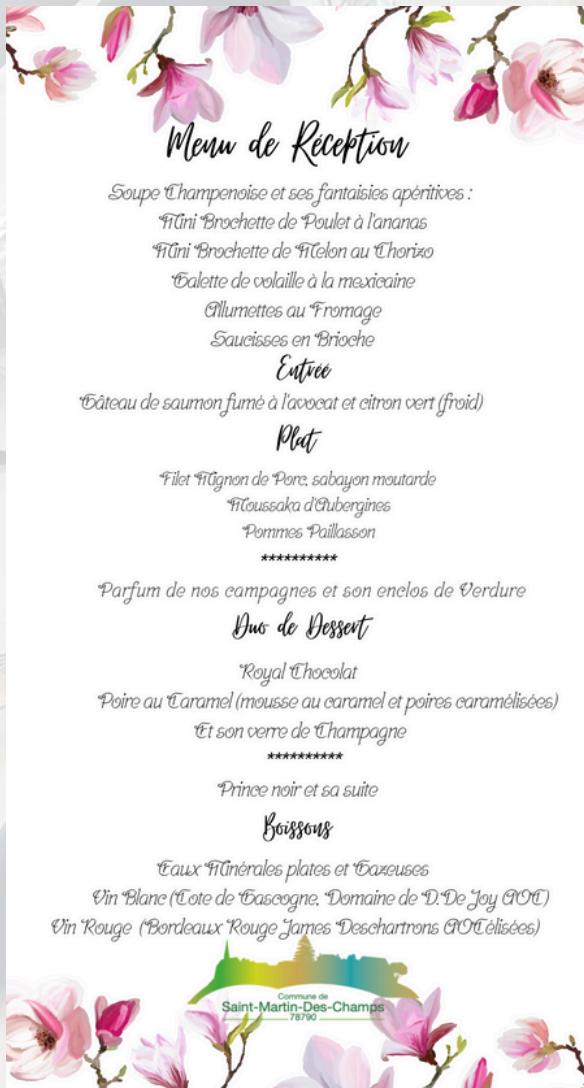 Menu de Réception
Soupe Champenoise et ses fantaisies apéritives :
Mini Brochette de Poulet à l'ananas
Mini Brochette de Melon au Chorizo
Galette de volaille à la mexicaine
Allumettes au Fromage
Saucisses en Brioche
Entrée
Gâteau de saumon fumé à l'avocat et citron vert (froid)
Plat
Filet Mignon de Porc, sabayon moutarde
Moussaka d'Aubergines
Pommes Paillasson
**********
Parfum de nos campagnes et son enclos de Verdure
Duo de Dessert
Royal Chocolat
Poire au Caramel (mousse au caramel et poires caramélisées)
Et son verre de Champagne
**********
Prince noir et sa suite
Boissons
Eaux Minérales plates et Gazeuses
Vin Blanc (Cote de Gascogne, Domaine de D.De Joy AOC)
Vin Rouge (Bordeaux Rouge James Deschartrons AOCélisées)
Commune de
Saint-Martin-Des-Champs
78790